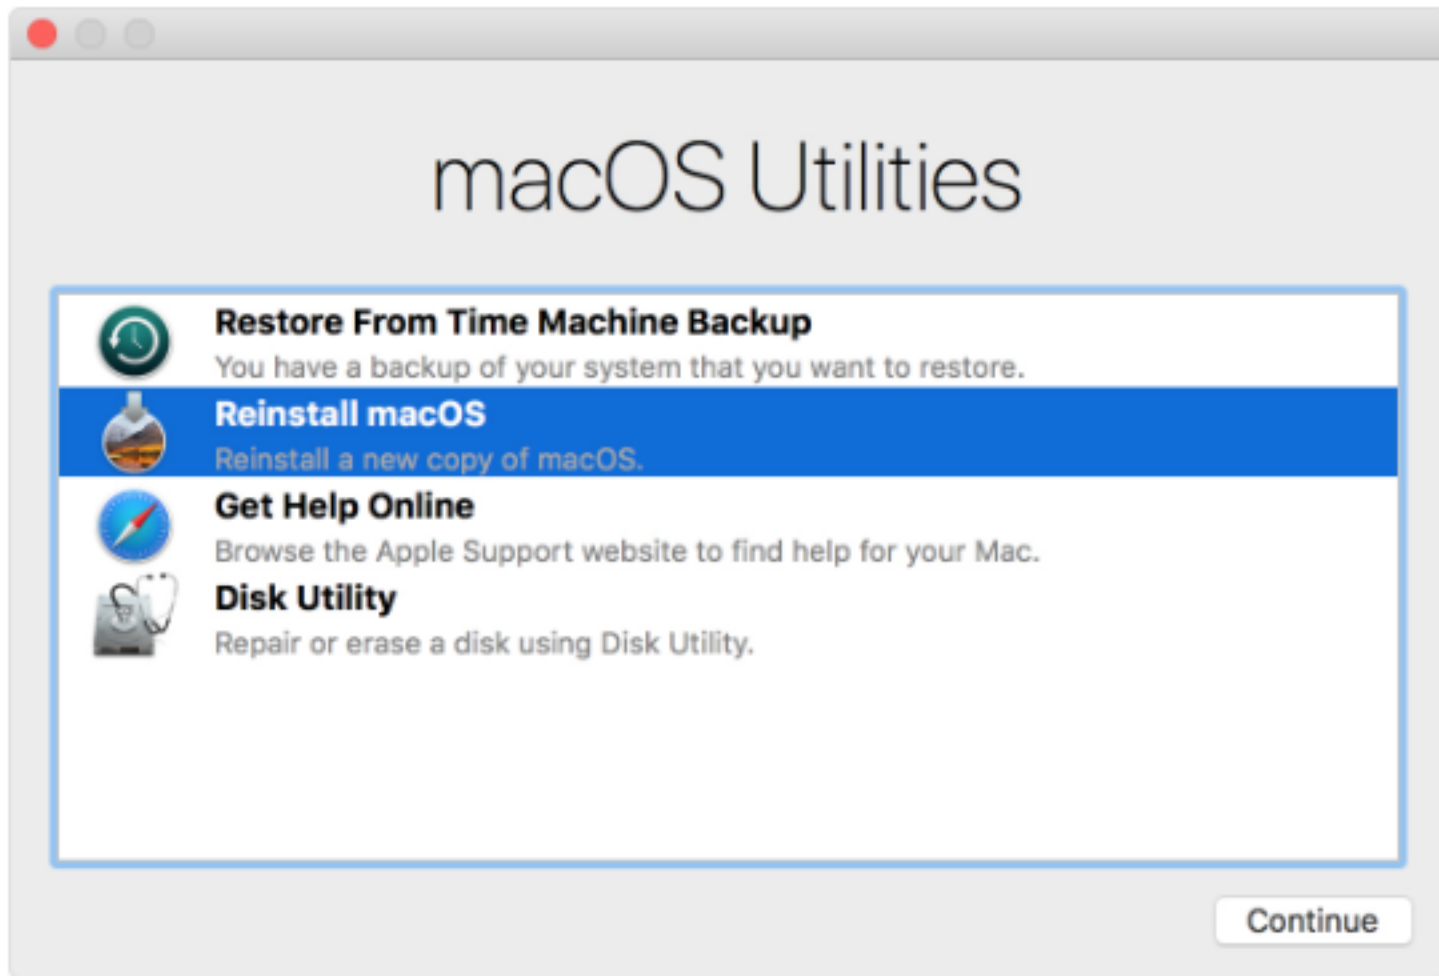 macOS Utilities
Restore From Time Machine Backup
You have a backup of your system that you want to restore.
Reinstall macOS
Reinstall a new copy of macOS.
Get Help Online
Browse the Apple Support website to find help for your Mac.
Disk Utility
Repair or erase a disk using Disk Utility.
Continue